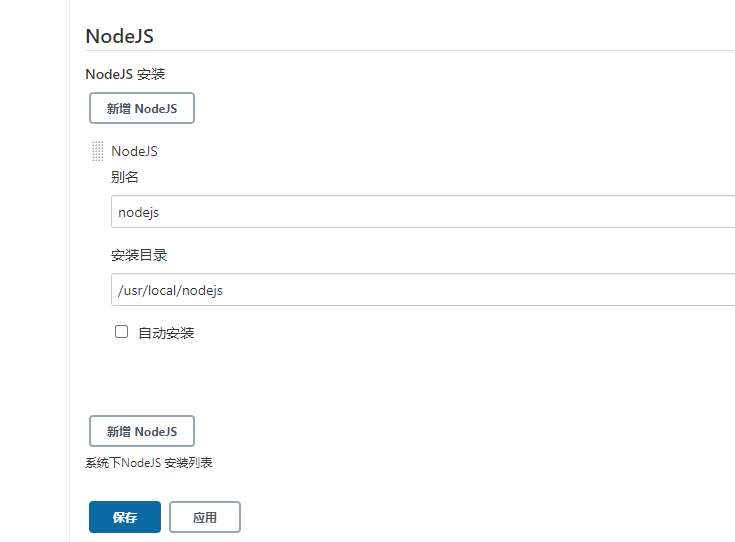 NodeJS
NodeJS 安装
新增 NodeJS
NodeJS
别名
nodejs
安装目录
/usr/local/nodejs
自动安装
新增 NodeJS
系统下NodeJS 安装列表
保存 应用